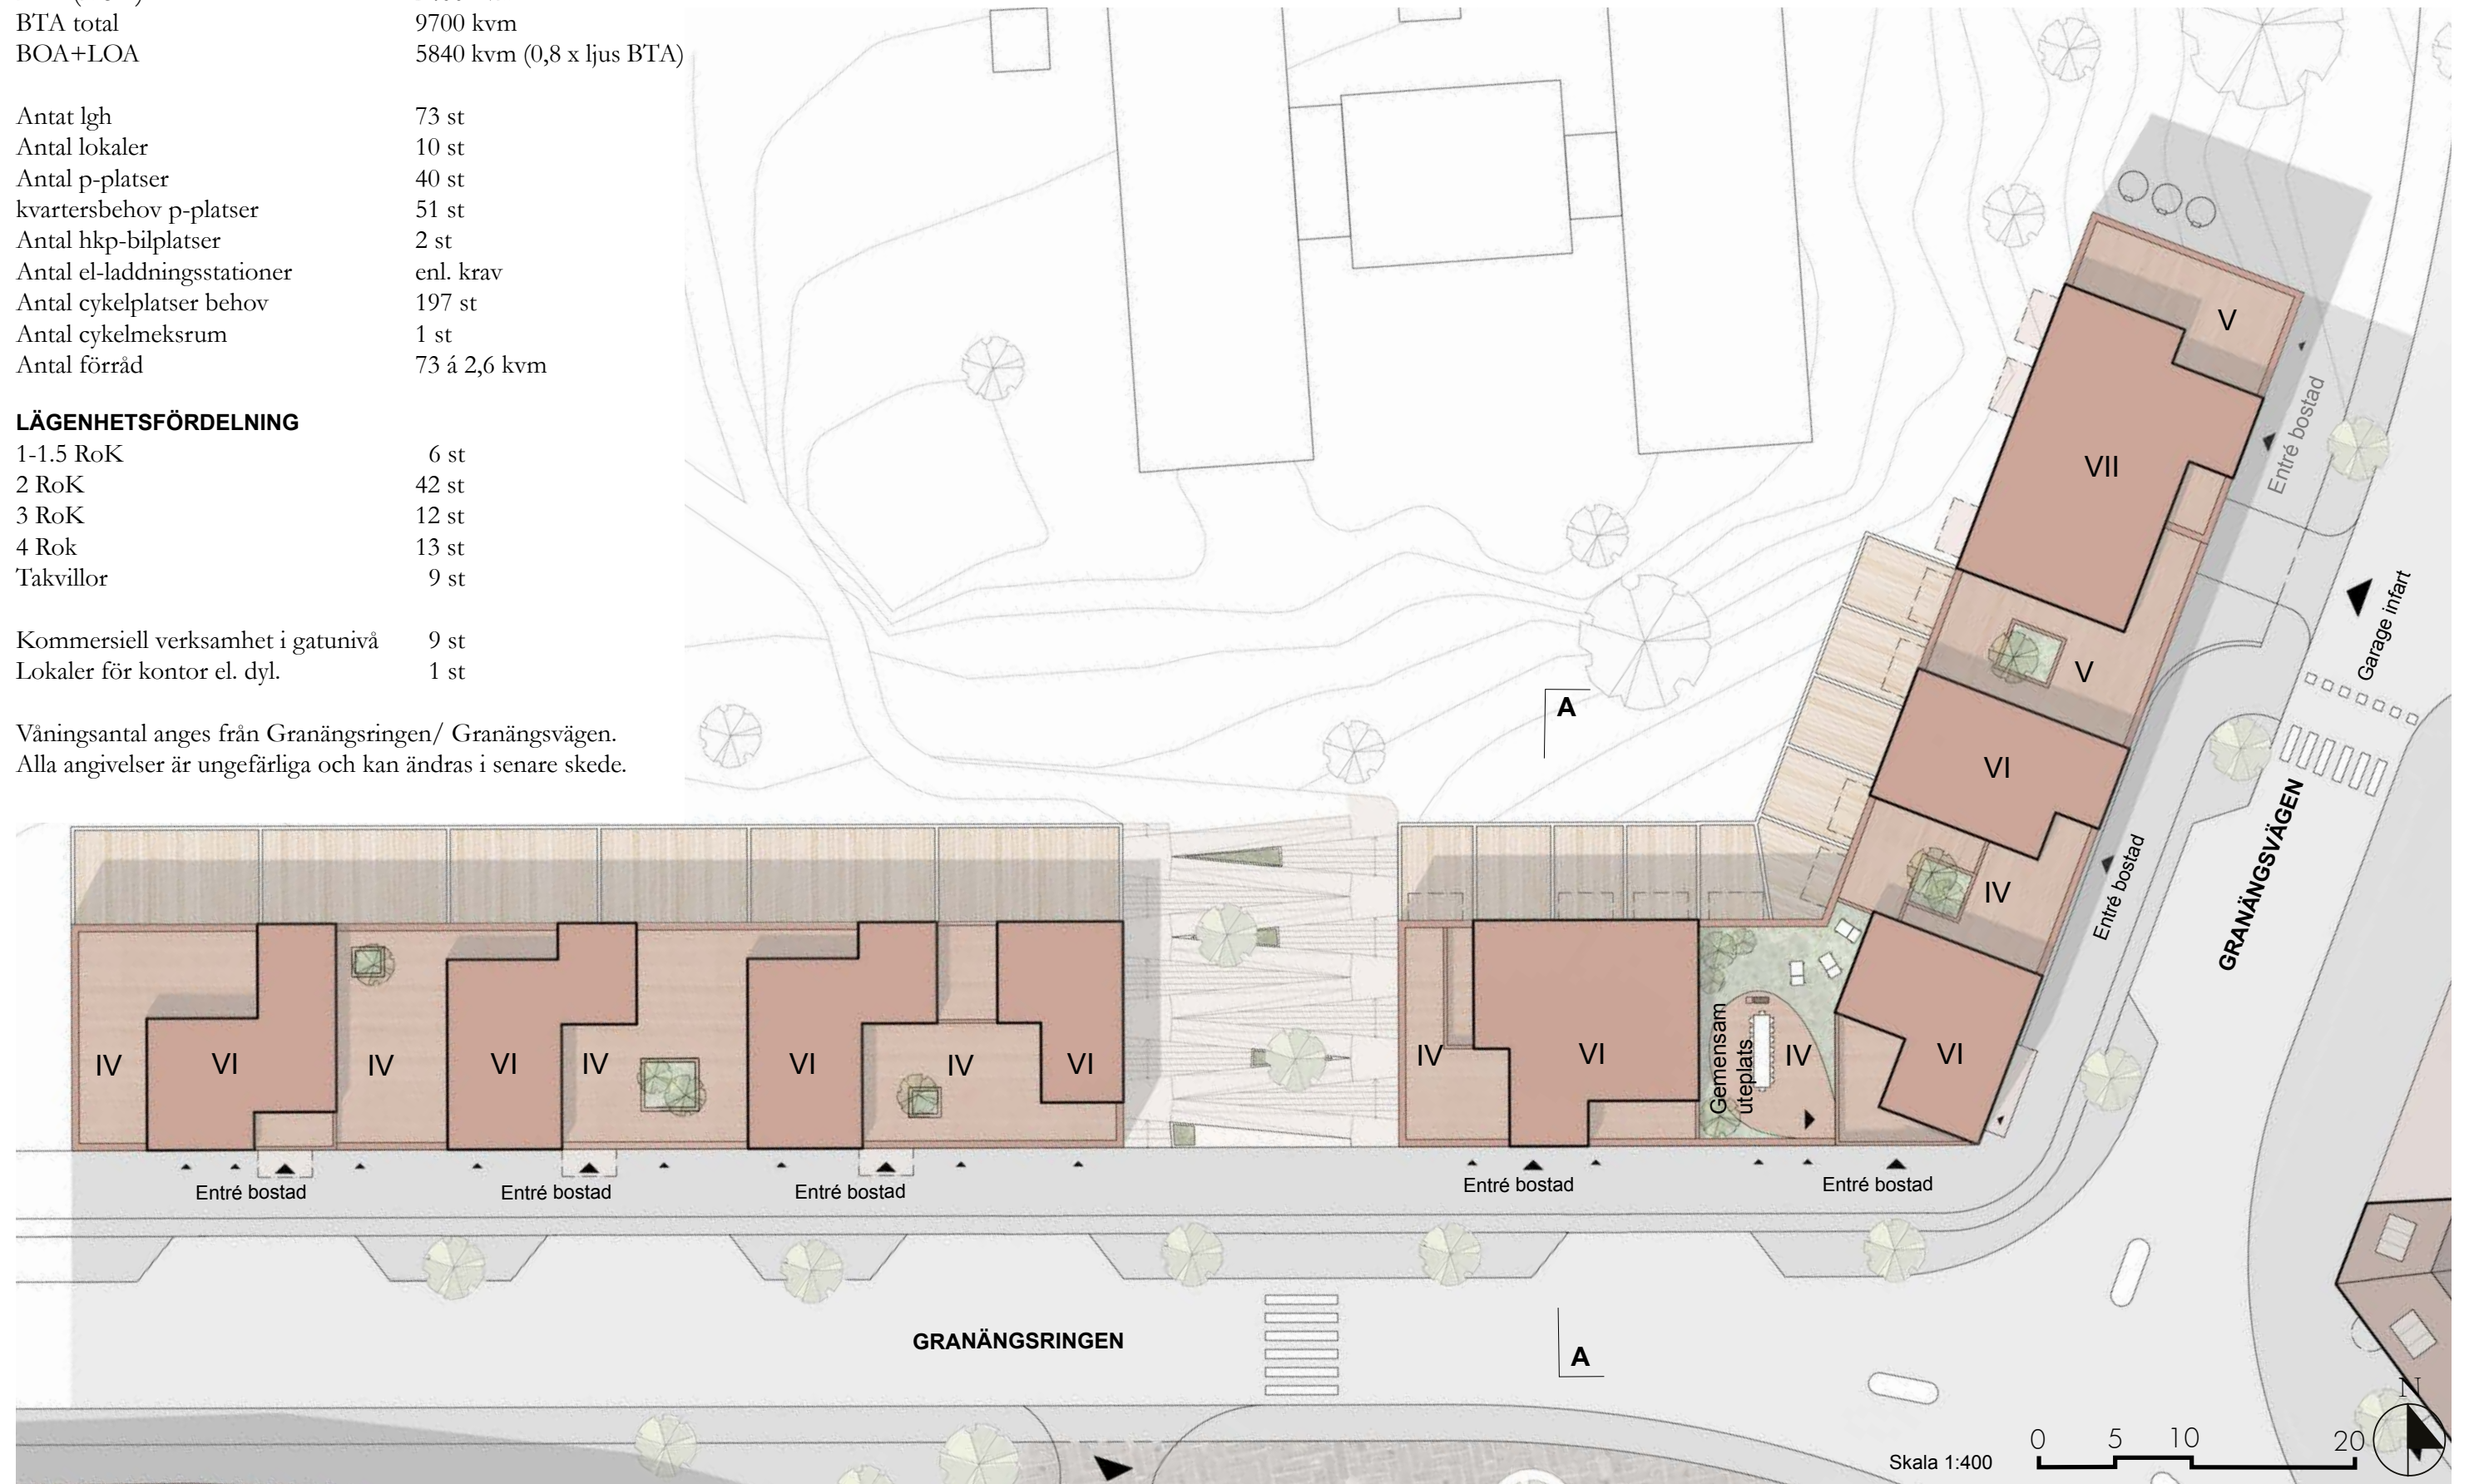 BTA total 9700 kvm
BOA+LOA 5840 kvm (0,8 x ljus BTA)
Antat lgh 73 st
Antal lokaler 10 st
Antal p-platser 40 st
kvartersbehov p-platser 51 st
Antal hkp-bilplatser 2 st
Antal el-laddningsstationer enl. krav
Antal cykelplatser behov 197 st
Antal cykelmeksrum 1 st
Antal förråd 73 á 2,6 kvm
LÄGENHETSFÖRDELNING
1-1.5 RoK 6 st
2 RoK 42 st
3 RoK 12 st
4 Rok 13 st
Takvillor 9 st
Kommersiell verksamhet i gatunivå 9 st
Lokaler för kontor el. dyl. 1 st
Våningsantal anges från Granängsringen/ Granängsvägen.
Alla angivelser är ungefärliga och kan ändras i senare skede.
V
Entré bostad
VII
Garage infart
V
A
VI
GRANÄNGSVÄGEN
Entré bostad
IV
IV
VI
IV
VI
IV
VI
IV
VI
IV
VI
Gemensam
uteplats
IV
VI
Entré bostad
Entré bostad
Entré bostad
Entré bostad
Entré bostad
GRANÄNGSRINGEN
A
N
Skala 1:400
0 5 10 20